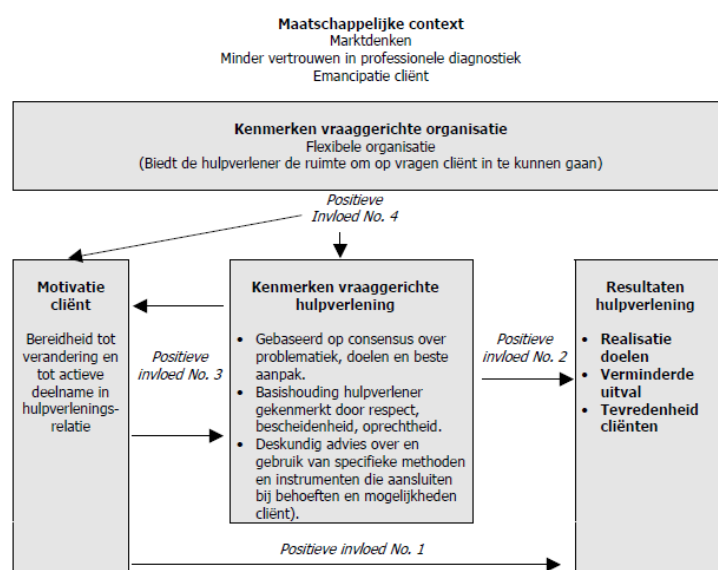 Maatschappelijke context
Marktdenken
Minder vertrouwen in professionele diagnostiek
Emancipatie cliënt
Kenmerken vraaggerichte organisatie
Flexibele organisatie
(Biedt de hulpverlener de ruimte om op vragen cliënt in te kunnen gaan)
Positieve
Invloed No. 4
Motivatie
cliënt
Bereidheid tot
verandering en
tot actieve
deelname in
hulpverlenings-
relatie
Positieve
invloed No. 3
Kenmerken vraaggerichte
hulpverlening
• Gebaseerd op consensus over
problematiek, doelen en beste
aanpak.
• Basishouding hulpverlener
gekenmerkt door respect,
bescheidenheid, oprechtheid.
• Deskundig advies over en
gebruik van specifieke methoden
en instrumenten die aansluiten
bij behoeften en mogelijkheden
cliënt).
Positieve
invloed No. 2
Resultaten
hulpverlening
• Realisatie
doelen
• Verminderde
uitval
• Tevredenheid
cliënten
Positieve invloed No. 1